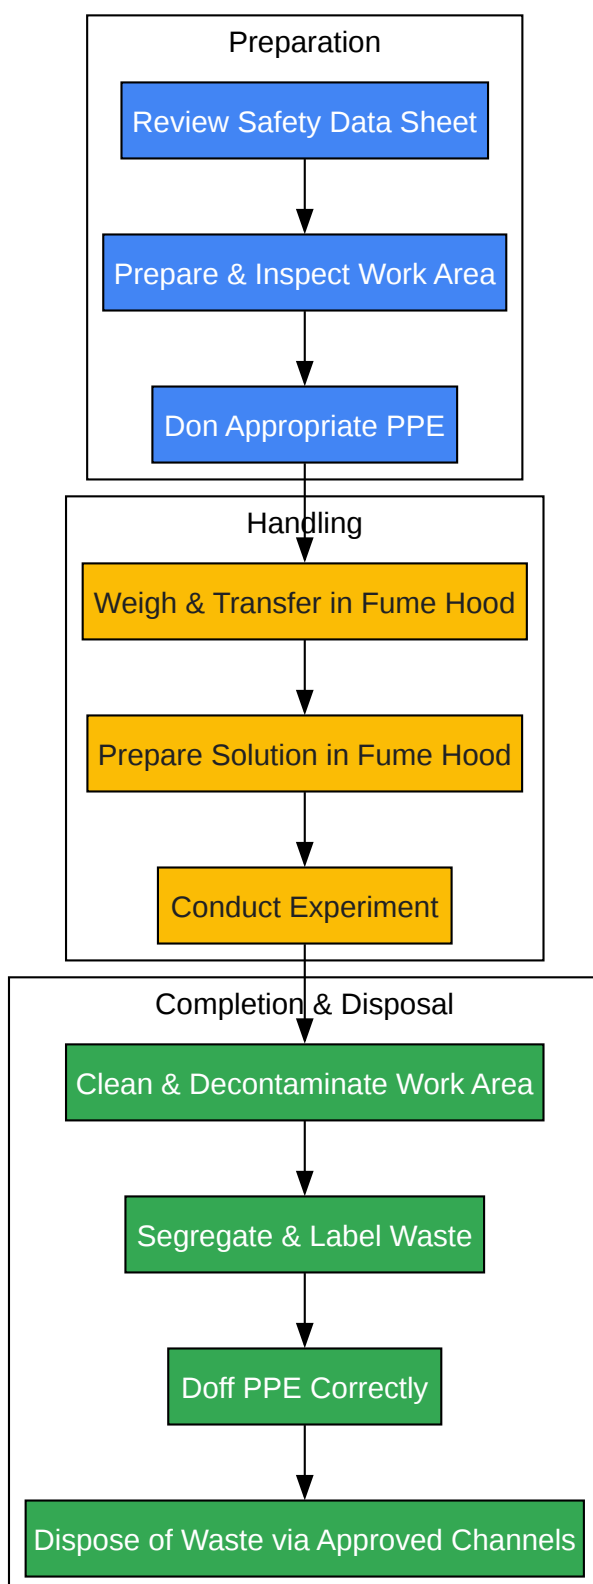 Preparation
Review Safety Data Sheet
Prepare & Inspect Work Area
Don Appropriate PPE
Handling
Weigh & Transfer in Fume Hood
Prepare Solution in Fume Hood
Conduct Experiment
Completion & Disposal
Clean & Decontaminate Work Area
Segregate & Label Waste
Doff PPE Correctly
Dispose of Waste via Approved Channels